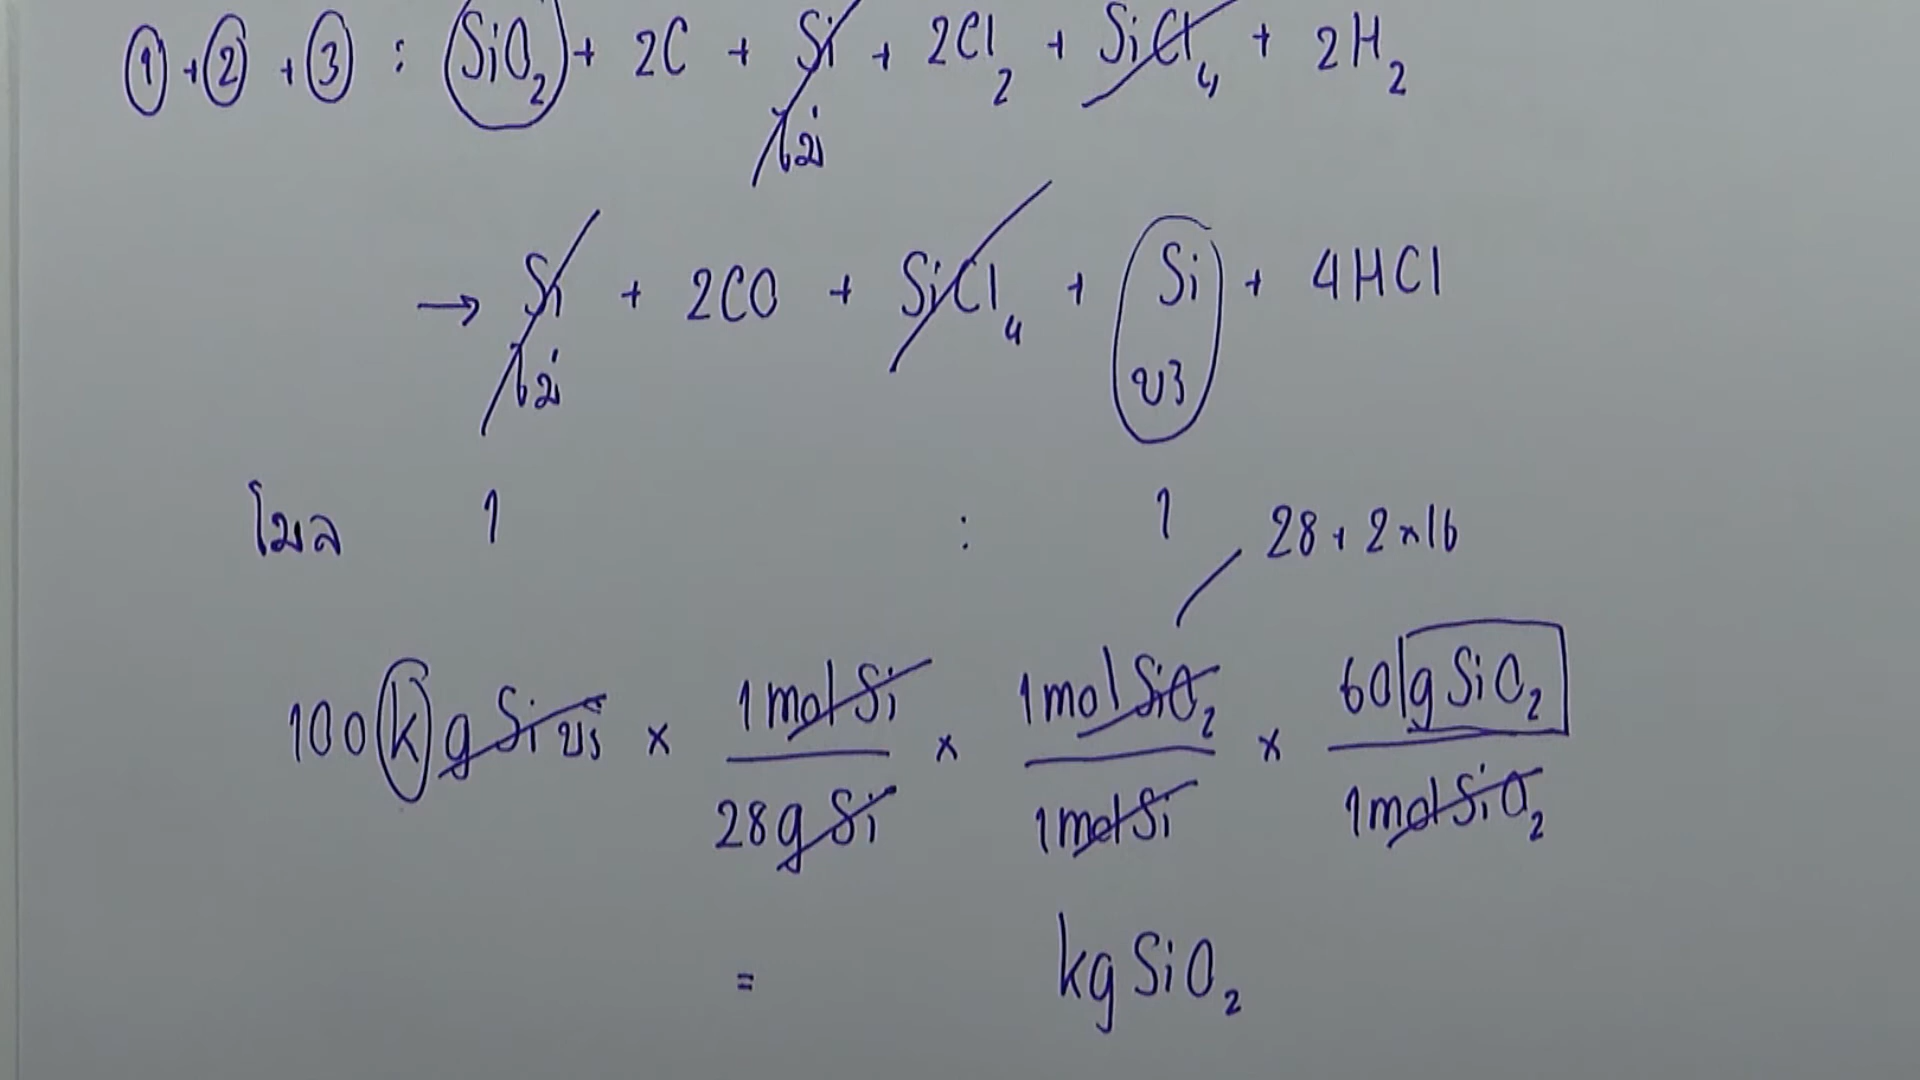 ① + ② + ③ : SiO₂ + 2C + Si + 2Cl₂ + SiCl₄ + 2H₂
ไม่
→ Si + 2CO + SiCl₄ + Si + 4HCl
ไม่ บร
โมล 1 : 1 28 + 2×16
100 kg Si บร × 1 mol Si / 28 g Si × 1 mol SiO₂ / 1 mol Si × 60 g SiO₂ / 1 mol SiO₂
= kg SiO₂